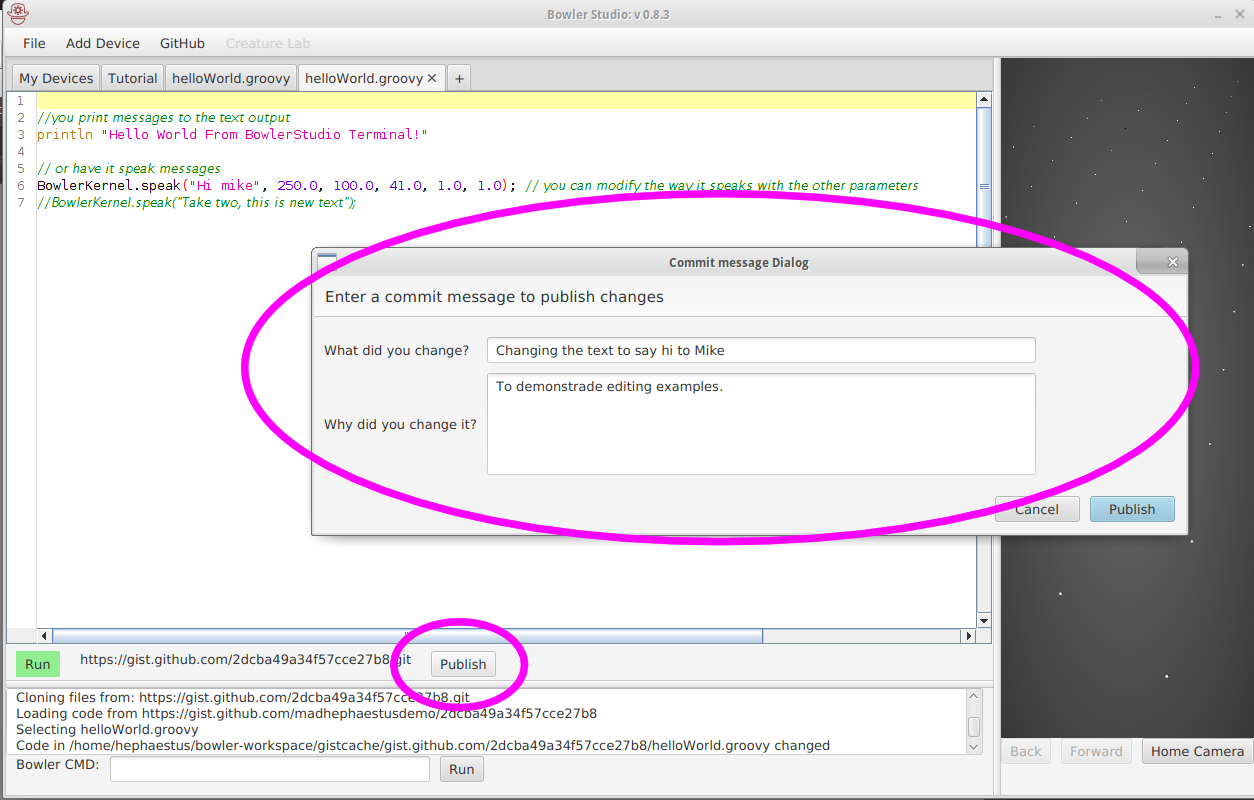 Bowler Studio: v 0.8.3
File Add Device GitHub Creature Lab
My Devices Tutorial helloWorld.groovy helloWorld.groovy ✕ +
1
2 //you print messages to the text output
3 println "Hello World From BowlerStudio Terminal!"
4
5 // or have it speak messages
6 BowlerKernel.speak("Hi mike", 250.0, 100.0, 41.0, 1.0, 1.0); // you can modify the way it speaks with the other parameters
7 //BowlerKernel.speak("Take two, this is new text");
Commit message Dialog
Enter a commit message to publish changes
What did you change? Changing the text to say hi to Mike
To demonstrade editing examples.
Why did you change it?
Cancel Publish
Run https://gist.github.com/2dcba49a34f57cce27b8.git Publish
Cloning files from: https://gist.github.com/2dcba49a34f57cce27b8.git
Loading code from https://gist.github.com/madhephaestusdemo/2dcba49a34f57cce27b8
Selecting helloWorld.groovy
Code in /home/hephaestus/bowler-workspace/gistcache/gist.github.com/2dcba49a34f57cce27b8/helloWorld.groovy changed
Back Forward Home Camera
Bowler CMD: Run